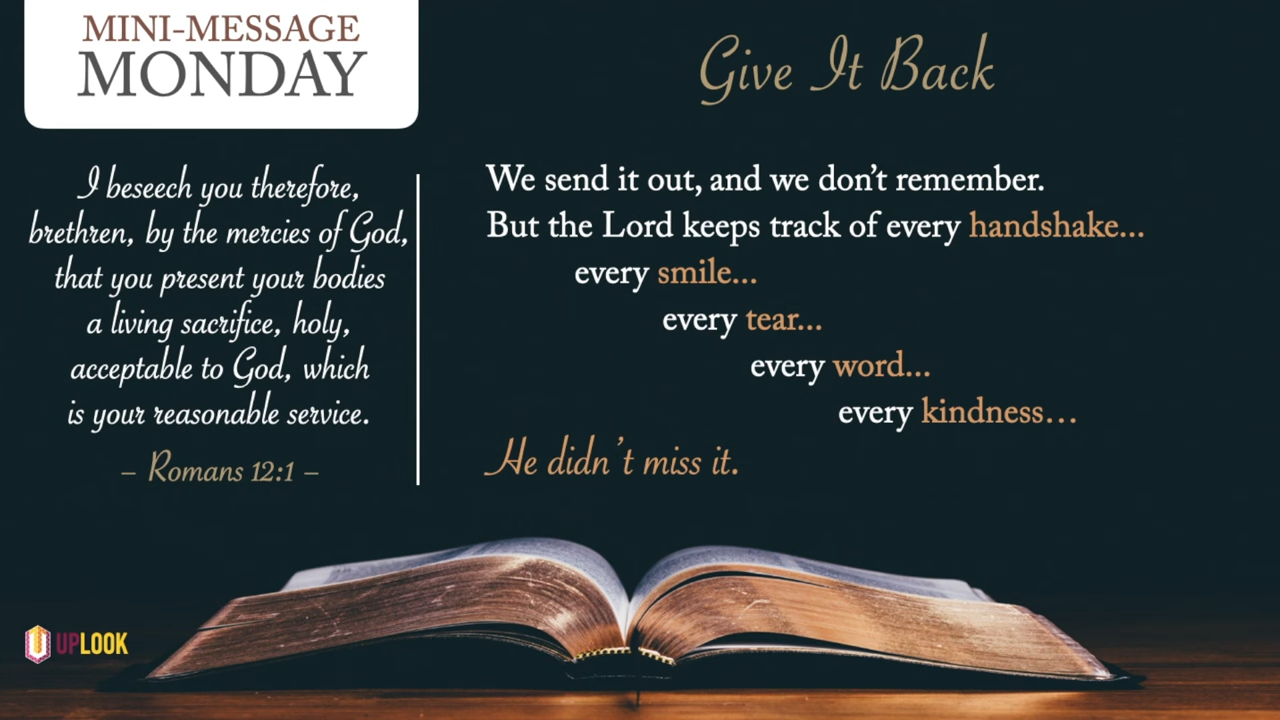 MINI-MESSAGE
MONDAY
Give It Back
I beseech you therefore,
brethren, by the mercies of God,
that you present your bodies
a living sacrifice, holy,
acceptable to God, which
is your reasonable service.
– Romans 12:1 –
We send it out, and we don’t remember.
But the Lord keeps track of every handshake...
every smile...
every tear...
every word...
every kindness...
He didn’t miss it.
UPLOOK